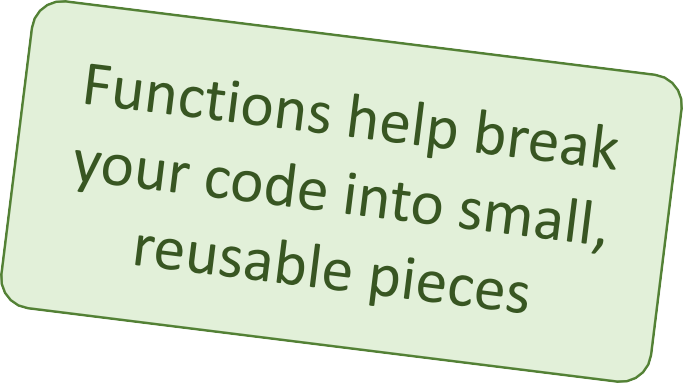 Functions help break
your code into small,
reusable pieces